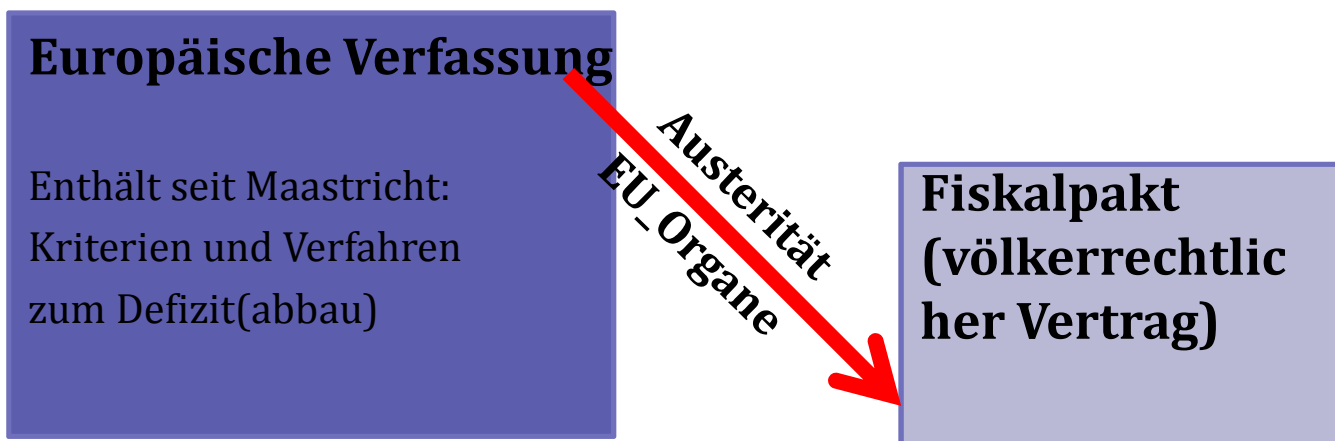 Europäische Verfassung
Enthält seit Maastricht:
Kriterien und Verfahren
zum Defizit(abbau)
Austerität
EU_Organe
Fiskalpakt
(völkerrechtlic
her Vertrag)